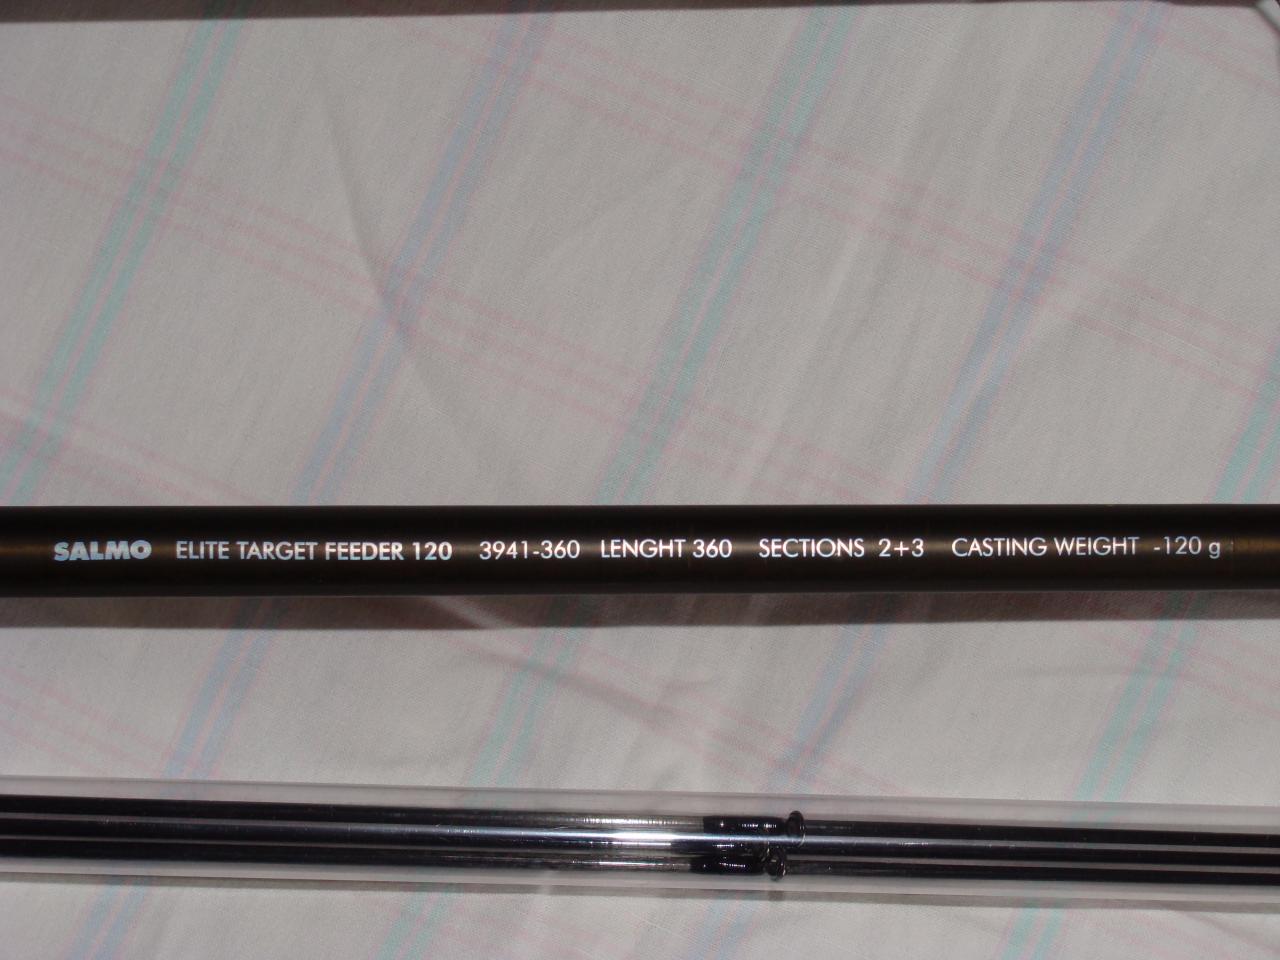 SALMO ELITE TARGET FEEDER 120 3941-360 LENGHT 360 SECTIONS 2+3 CASTING WEIGHT -120 g